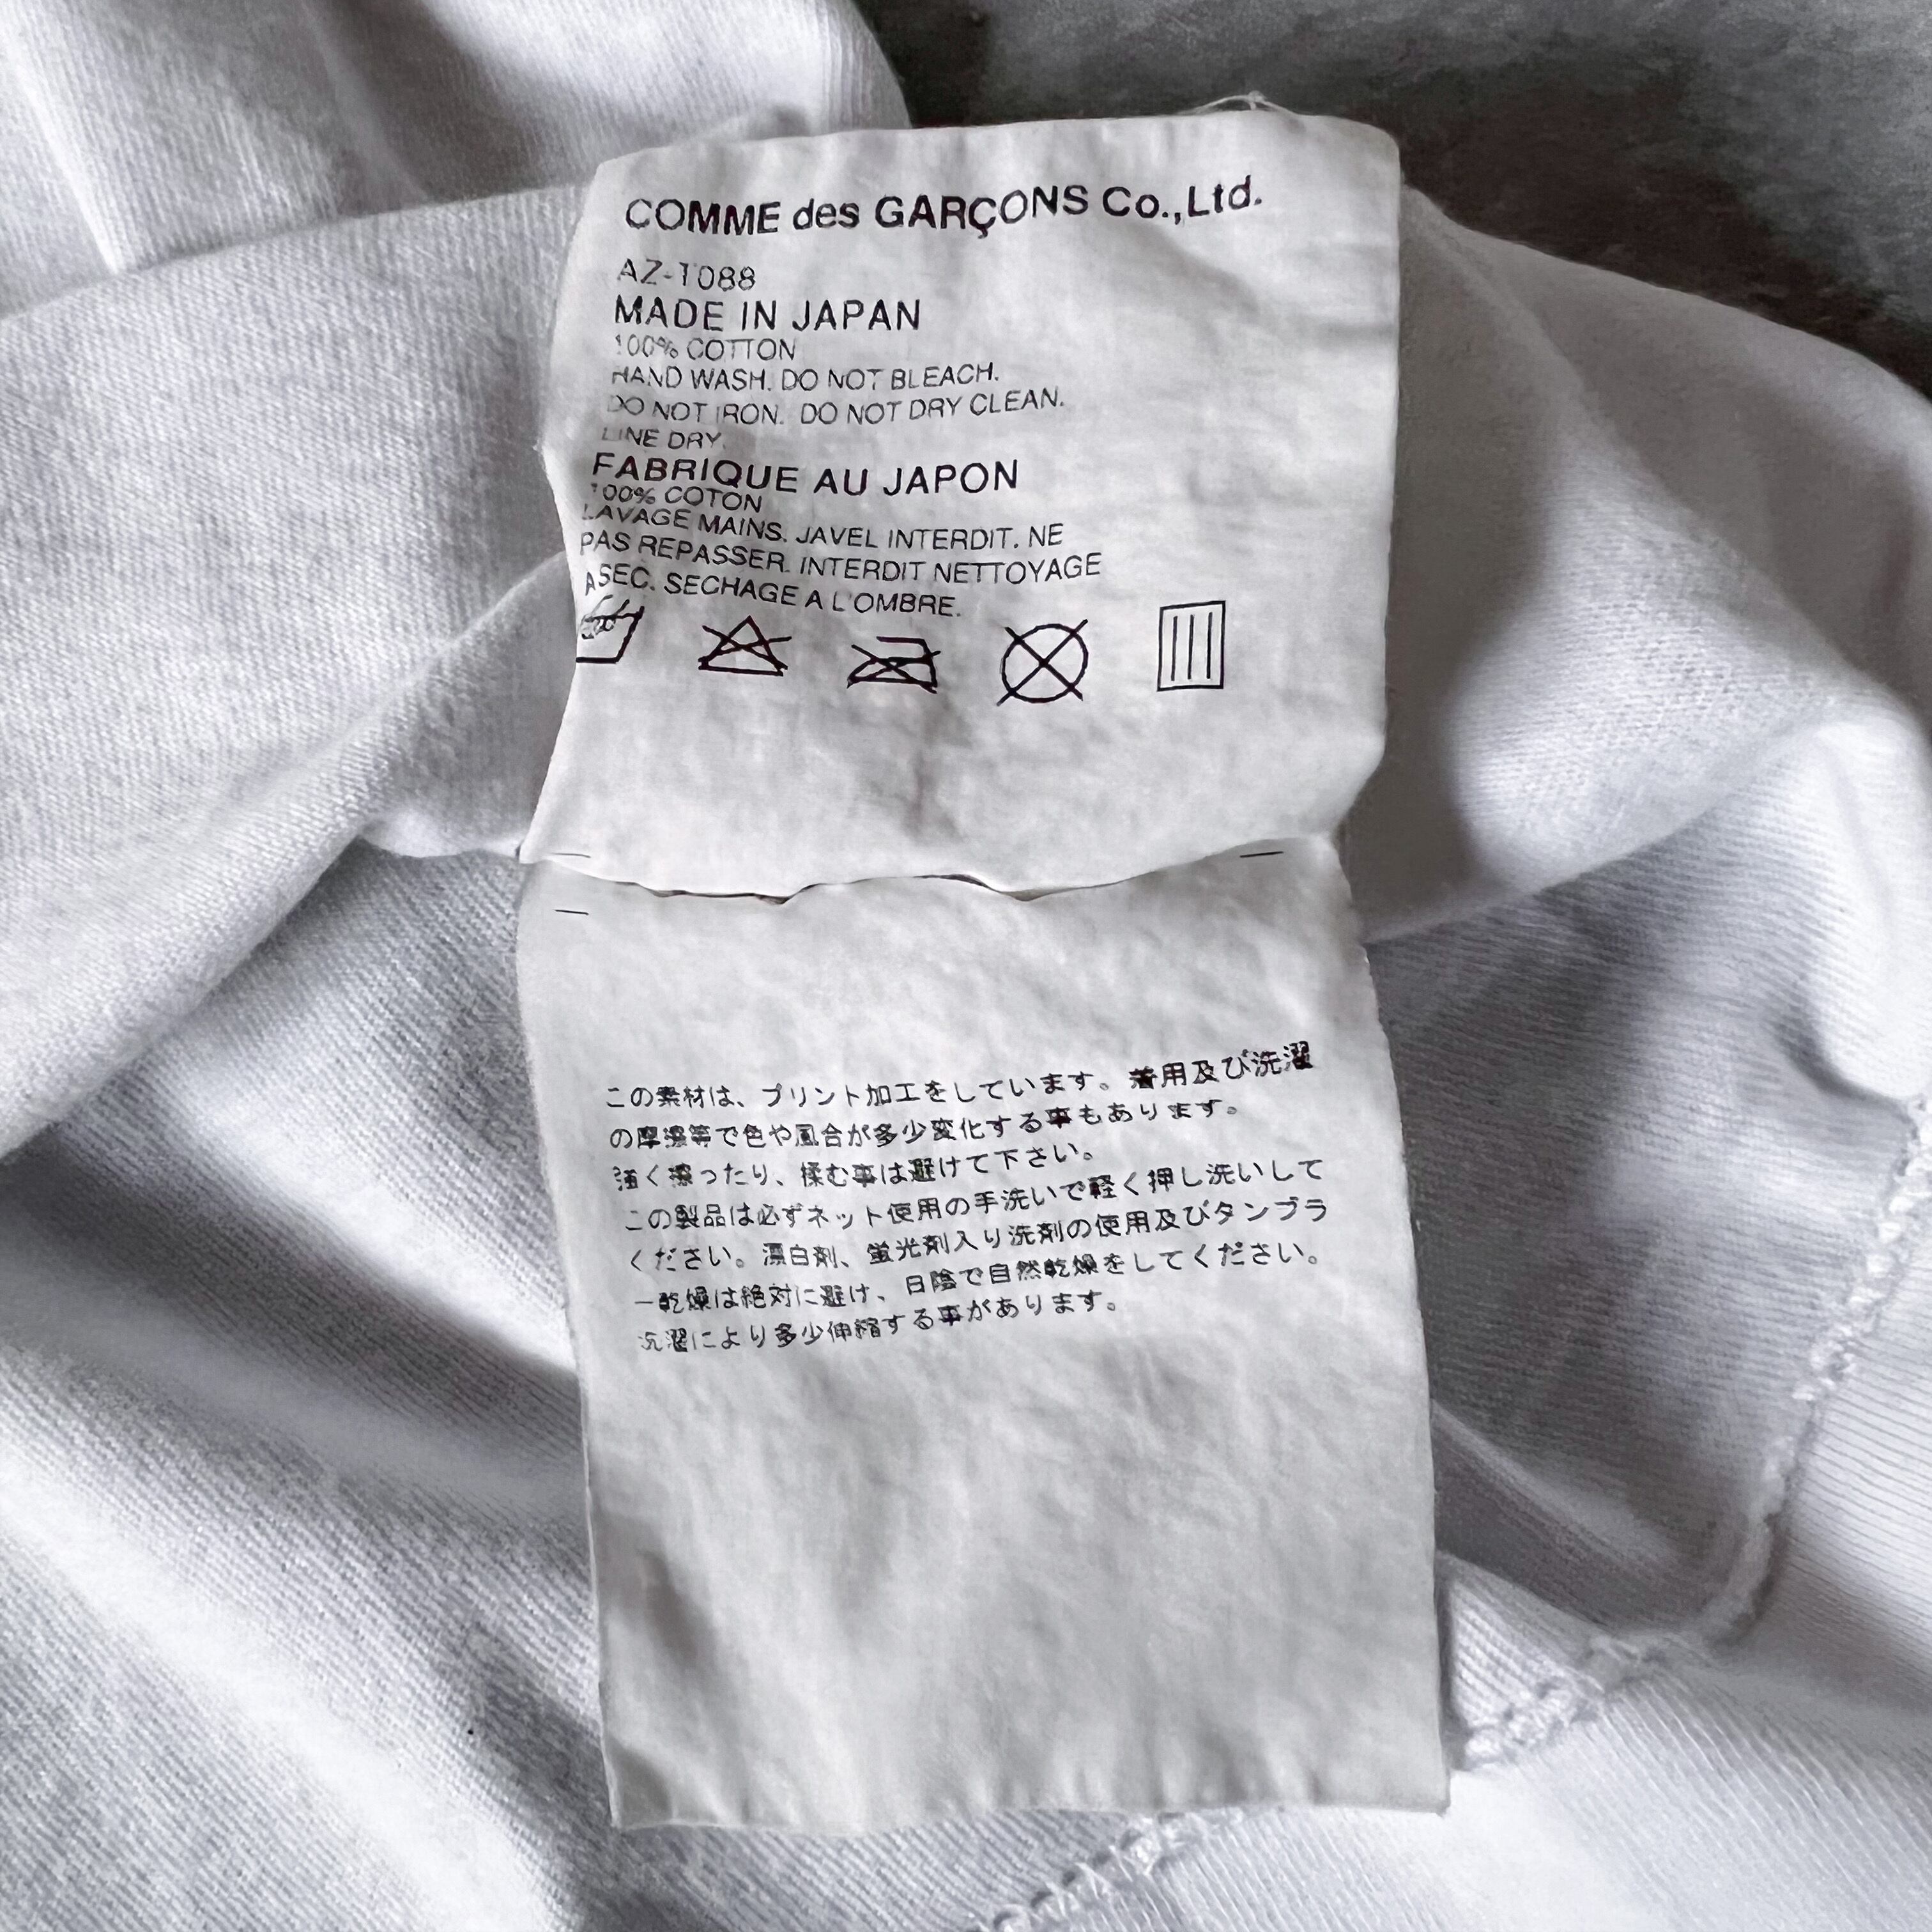 COMME des GARÇONS Co.,Ltd.
AZ-T088
MADE IN JAPAN
100% COTTON
HAND WASH. DO NOT BLEACH.
DO NOT IRON. DO NOT DRY CLEAN.
LINE DRY.
FABRIQUE AU JAPON
100% COTON
LAVAGE MAINS. JAVEL INTERDIT. NE
PAS REPASSER. INTERDIT NETTOYAGE
A SEC. SECHAGE A L'OMBRE.
この素材は、プリント加工をしています。着用及び洗濯
の摩擦等で色や風合が多少変化する事もあります。
強く擦ったり、揉む事は避けて下さい。
この製品は必ずネット使用の手洗いで軽く押し洗いして
ください。漂白剤、蛍光剤入り洗剤の使用及びタンブラ
ー乾燥は絶対に避け、日陰で自然乾燥をしてください。
洗濯により多少伸縮する事があります。